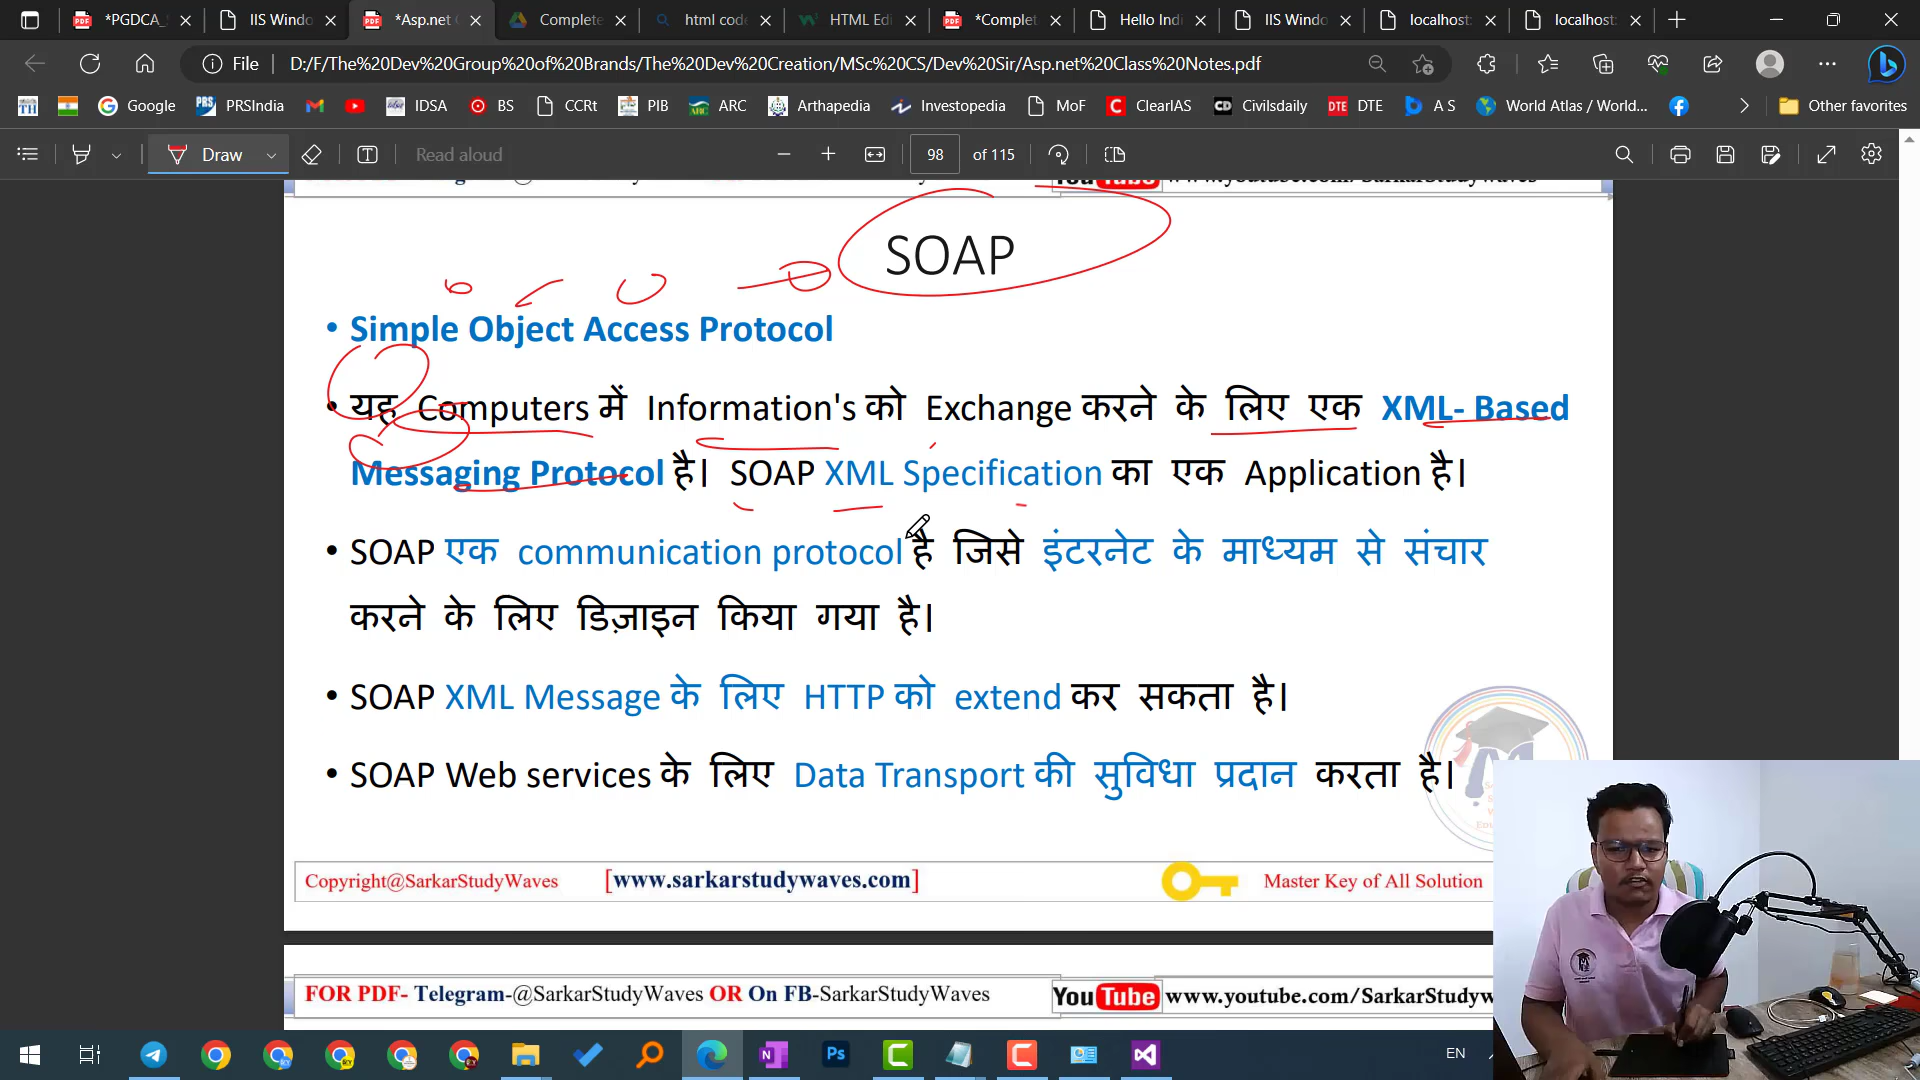 *PGDCA_
IIS Windo
*Asp.net
Complete
html code
HTML Edi
*Complet
Hello Indi
IIS Windo
localhost:
localhost:
File
D:/F/The%20Dev%20Group%20of%20Brands/The%20Dev%20Creation/MSc%20CS/Dev%20Sir/Asp.net%20Class%20Notes.pdf
Google
PRSIndia
IDSA
BS
CCRt
PIB
ARC
Arthapedia
Investopedia
MoF
ClearIAS
Civilsdaily
DTE
A S
World Atlas / World...
Other favorites
Draw
Read aloud
98 of 115
SOAP
• Simple Object Access Protocol
• यह Computers में Information's को Exchange करने के लिए एक XML- Based
Messaging Protocol है। SOAP XML Specification का एक Application है।
• SOAP एक communication protocol है जिसे इंटरनेट के माध्यम से संचार
करने के लिए डिज़ाइन किया गया है।
• SOAP XML Message के लिए HTTP को extend कर सकता है।
• SOAP Web services के लिए Data Transport की सुविधा प्रदान करता है।
Copyright@SarkarStudyWaves [www.sarkarstudywaves.com] Master Key of All Solution
FOR PDF- Telegram-@SarkarStudyWaves OR On FB-SarkarStudyWaves YouTube www.youtube.com/SarkarStudyW
EN